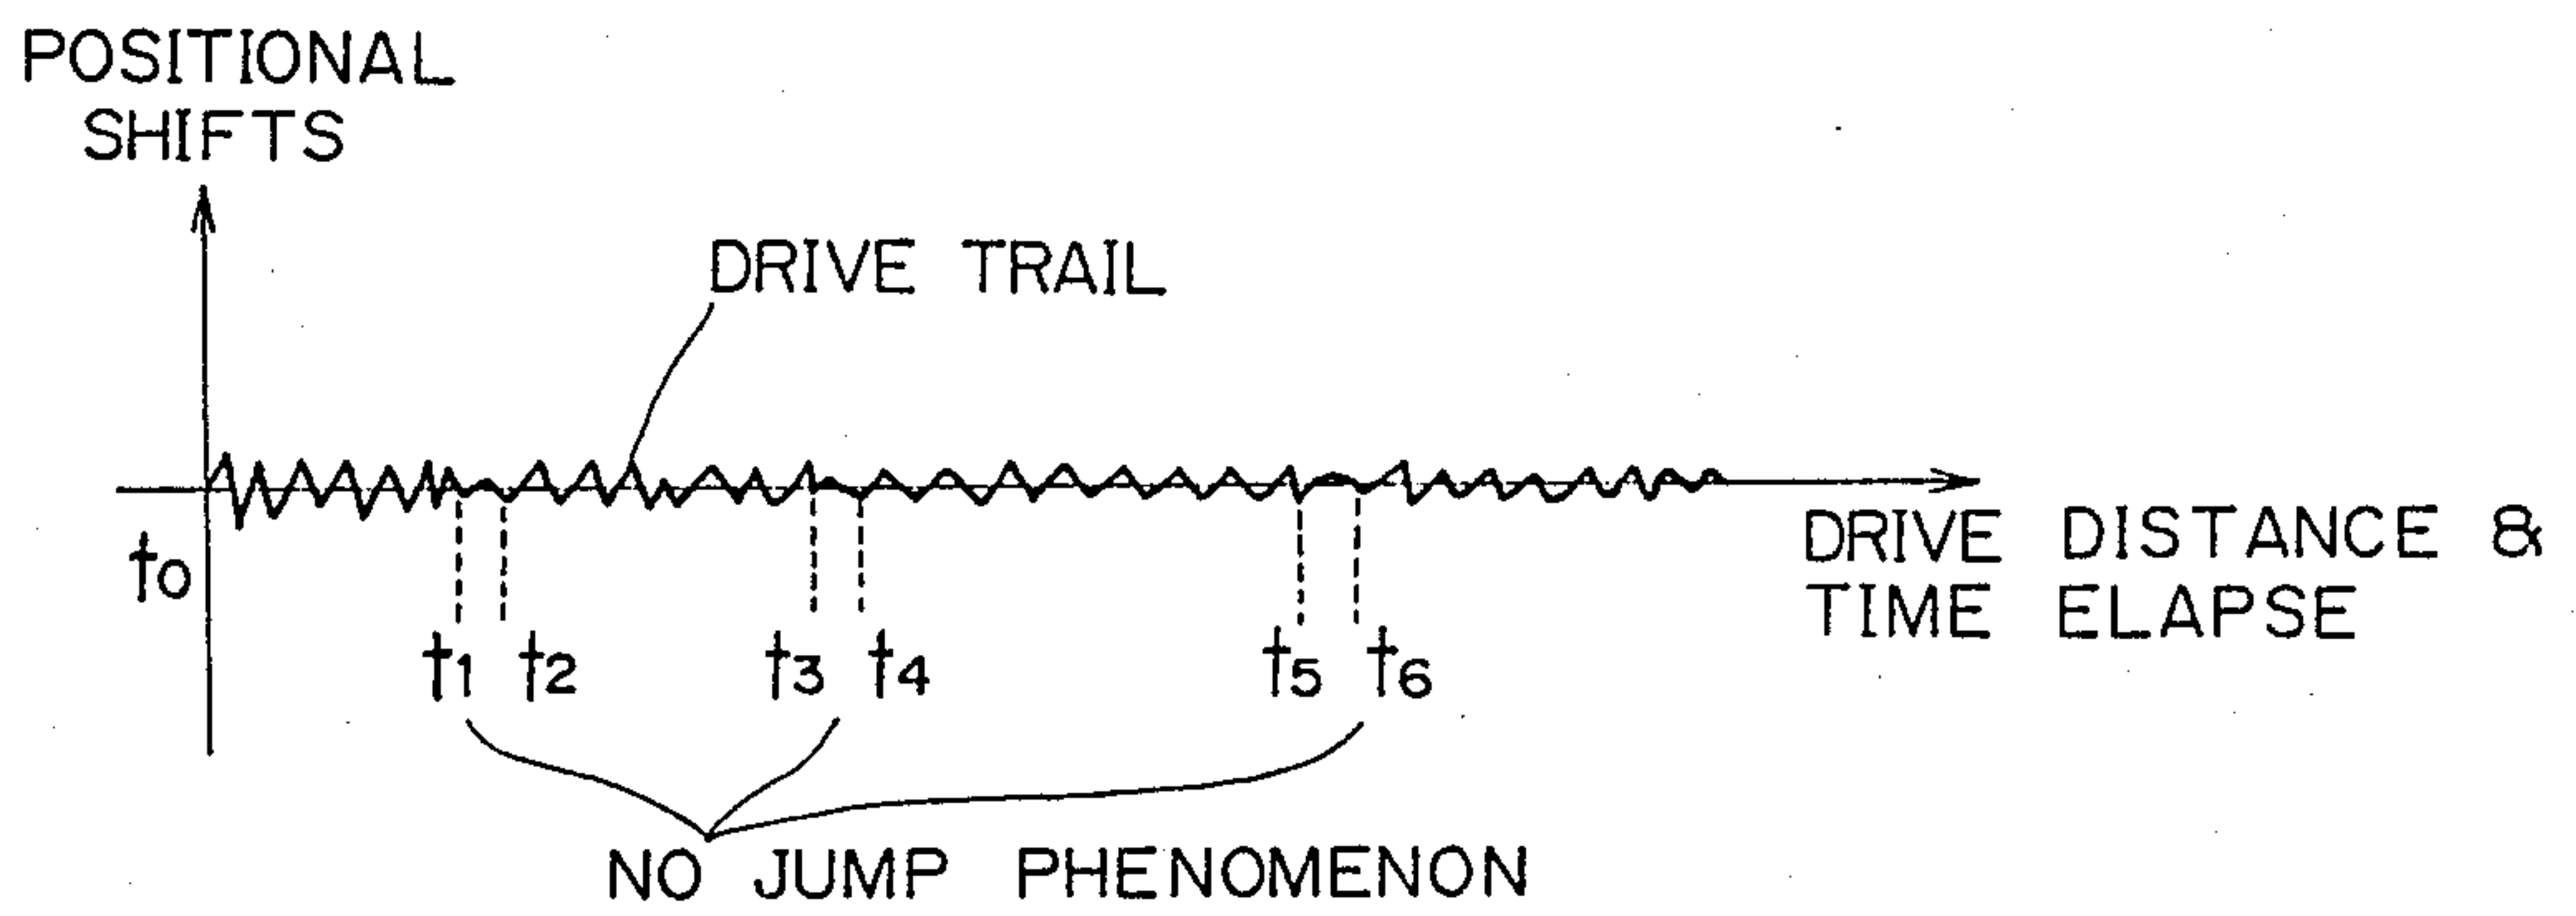 POSITIONAL
SHIFTS
DRIVE TRAIL
t0
DRIVE DISTANCE &
TIME ELAPSE
t1 t2 t3 t4 t5 t6
NO JUMP PHENOMENON